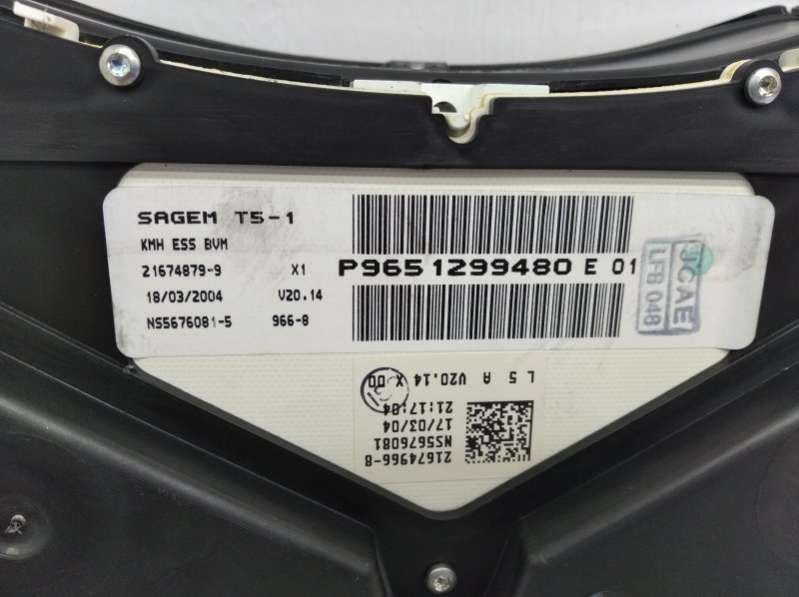 SAGEM T5-1
KMH ESS BVM
21674879-9 X1
18/03/2004 V20.14
NS5676081-5 966-8
P9651299480 E 01
JCAE
LFB 048
21674966-8
NS5676081
17/03/04
21:17:04
L 5 A V20.14 X 00